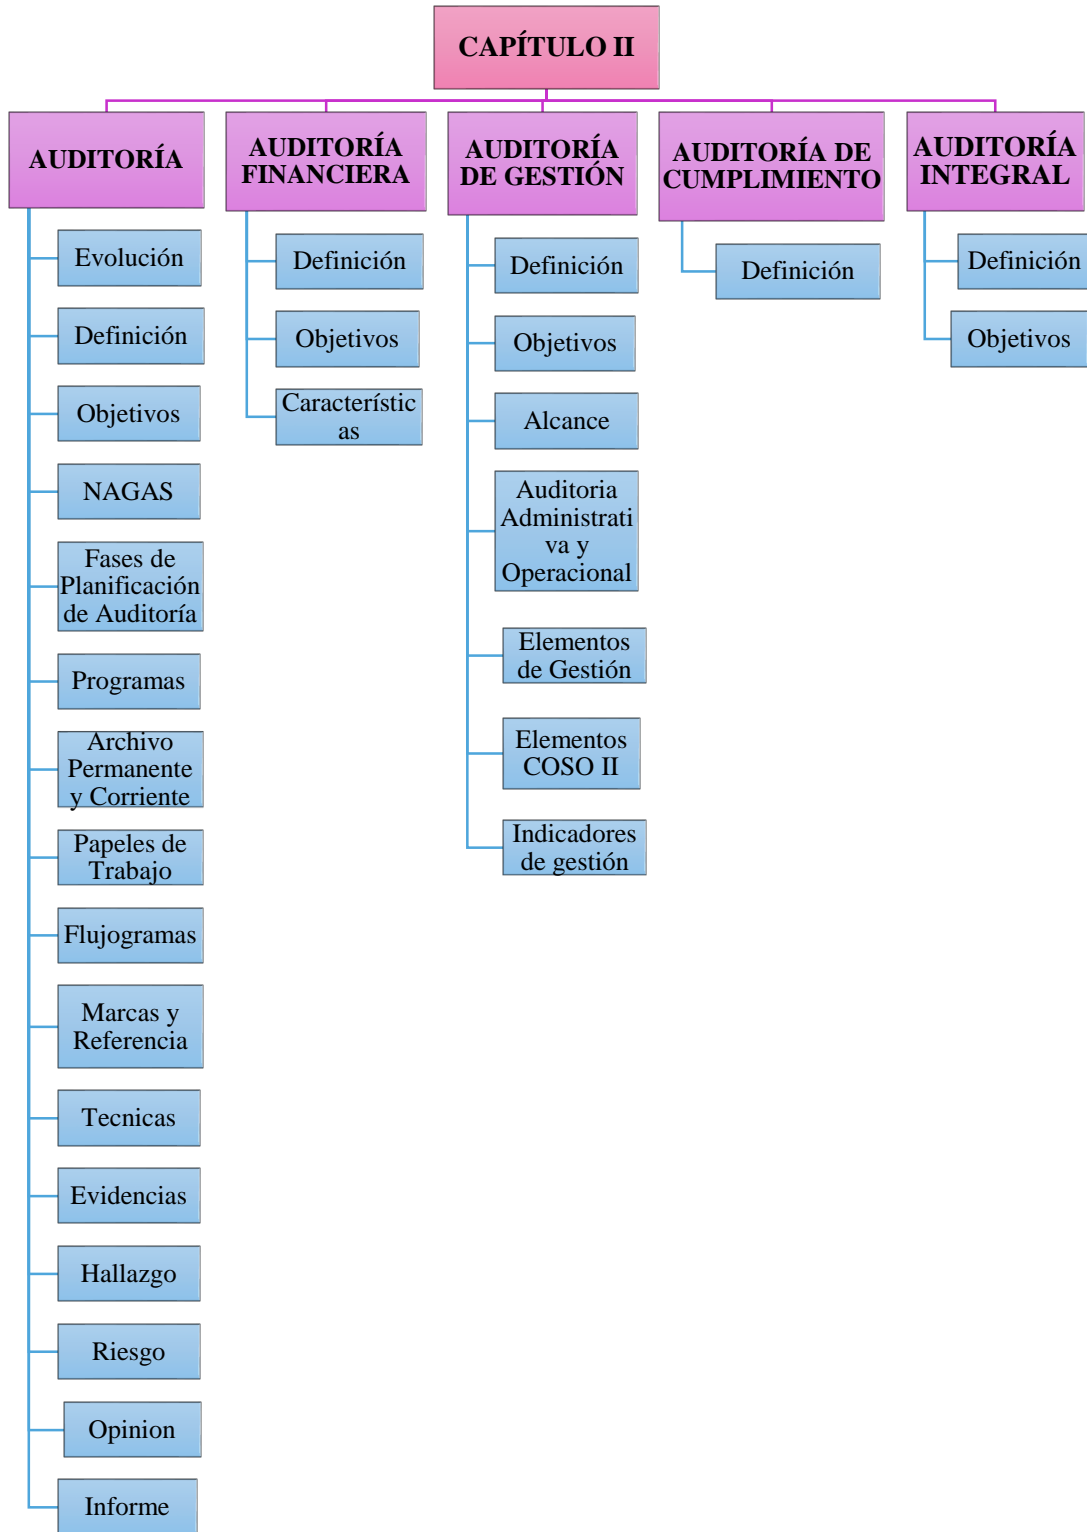 CAPÍTULO II
AUDITORÍA
Evolución
Definición
Objetivos
NAGAS
Fases de
Planificación
de Auditoría
Programas
Archivo
Permanente
y Corriente
Papeles de
Trabajo
Flujogramas
Marcas y
Referencia
Tecnicas
Evidencias
Hallazgo
Riesgo
Opinion
Informe
AUDITORÍA
FINANCIERA
Definición
Objetivos
Característic
as
AUDITORÍA
DE GESTIÓN
Definición
Objetivos
Alcance
Auditoria
Administrati
va y
Operacional
Elementos
de Gestión
Elementos
COSO II
Indicadores
de gestión
AUDITORÍA DE
CUMPLIMIENTO
Definición
AUDITORÍA
INTEGRAL
Definición
Objetivos